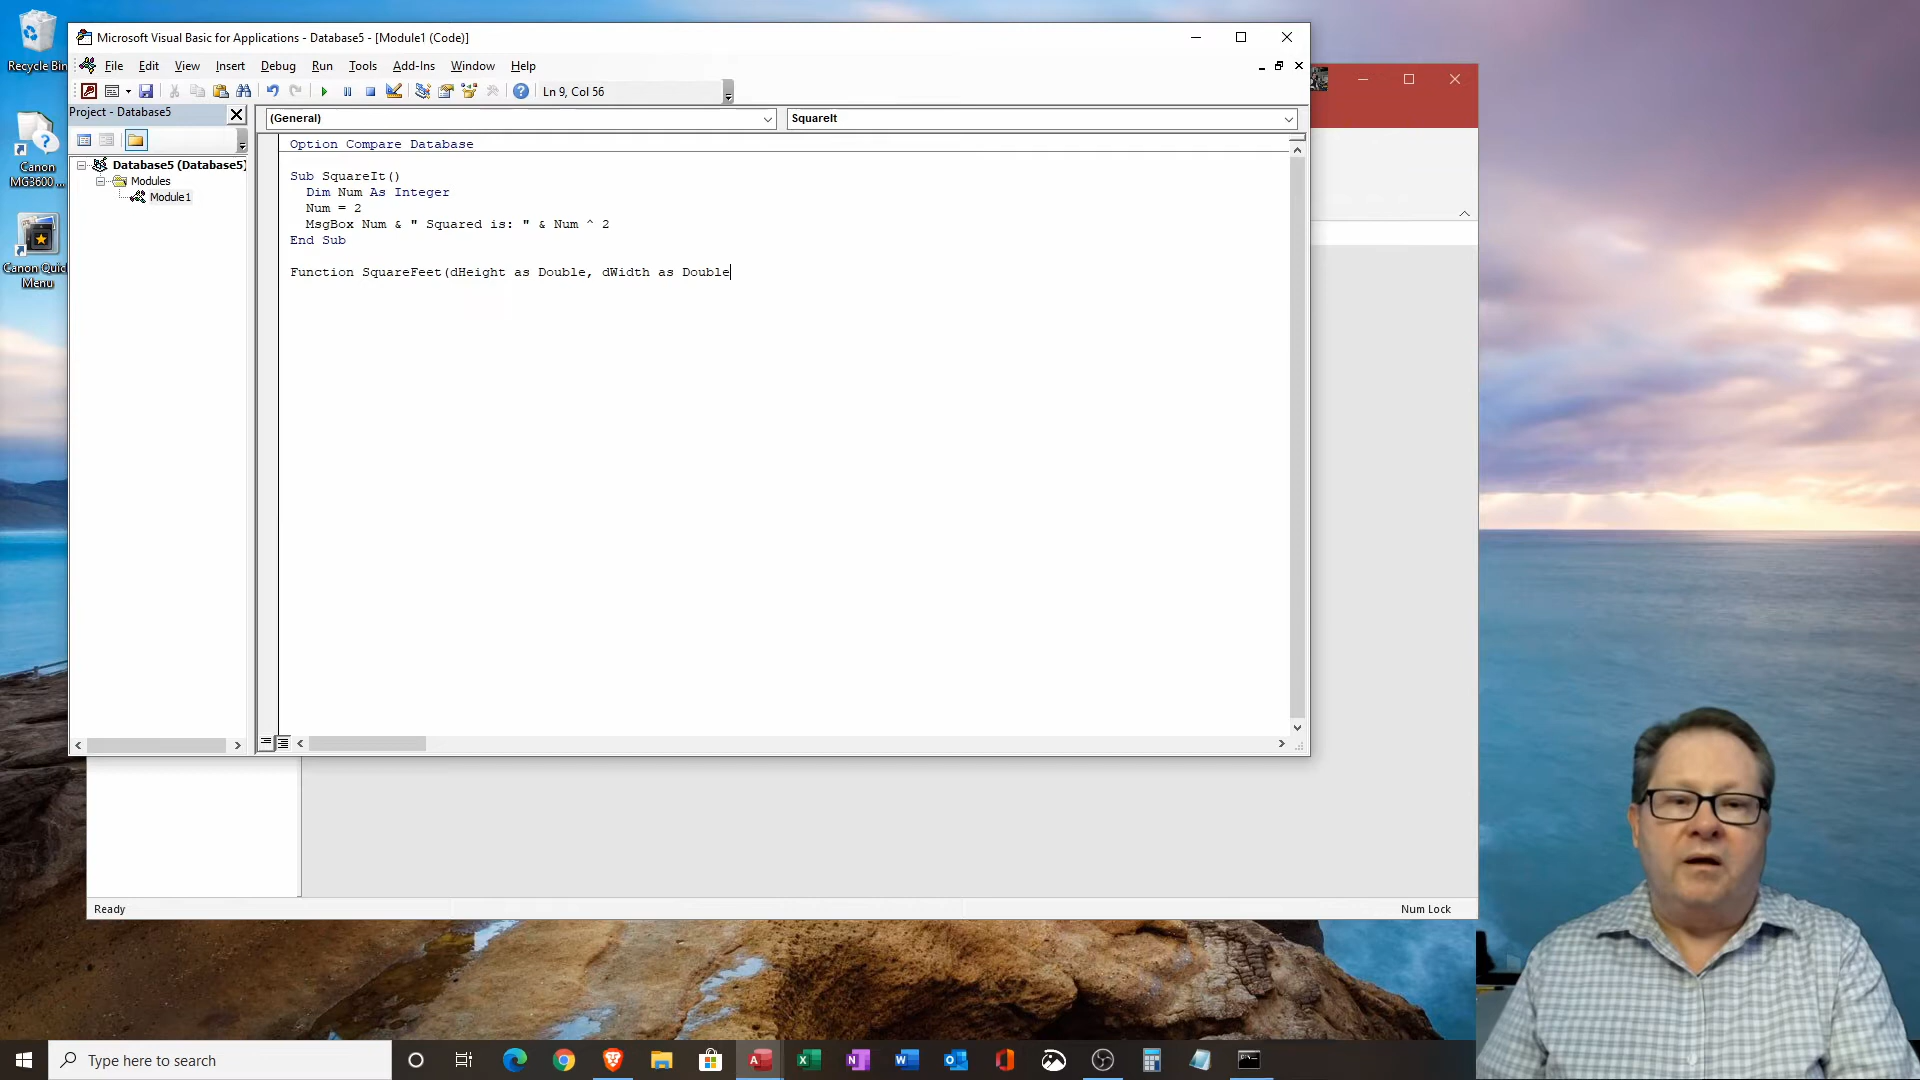 Recycle Bin
Canon
MG3600 ...
Canon Quick
Menu
Microsoft Visual Basic for Applications - Database5 - [Module1 (Code)]
File Edit View Insert Debug Run Tools Add-Ins Window Help
Ln 9, Col 56
Project - Database5
(General)
SquareIt
Database5 (Database5)
Modules
Module1
Option Compare Database
Sub SquareIt()
Dim Num As Integer
Num = 2
MsgBox Num & " Squared is: " & Num ^ 2
End Sub
Function SquareFeet(dHeight as Double, dWidth as Double
Ready
Num Lock
Type here to search